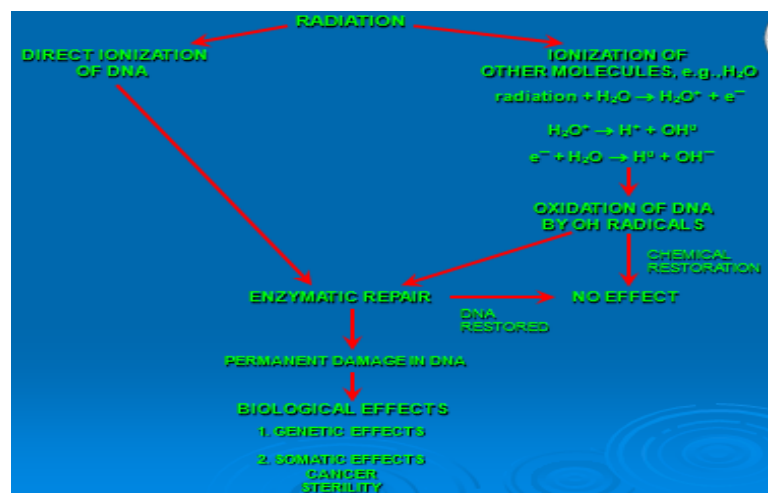 RADIATION
DIRECT IONIZATION
OF DNA
IONIZATION OF
OTHER MOLECULES, e.g., H₂O
radiation + H₂O → H₂O⁺ + e⁻
H₂O⁺ → H⁺ + OH⁰
e⁻ + H₂O → H⁰ + OH⁻
OXIDATION OF DNA
BY OH RADICALS
CHEMICAL
RESTORATION
ENZYMATIC REPAIR
NO EFFECT
DNA
RESTORED
PERMANENT DAMAGE IN DNA
BIOLOGICAL EFFECTS
1. GENETIC EFFECTS
2. SOMATIC EFFECTS
CANCER
STERILITY